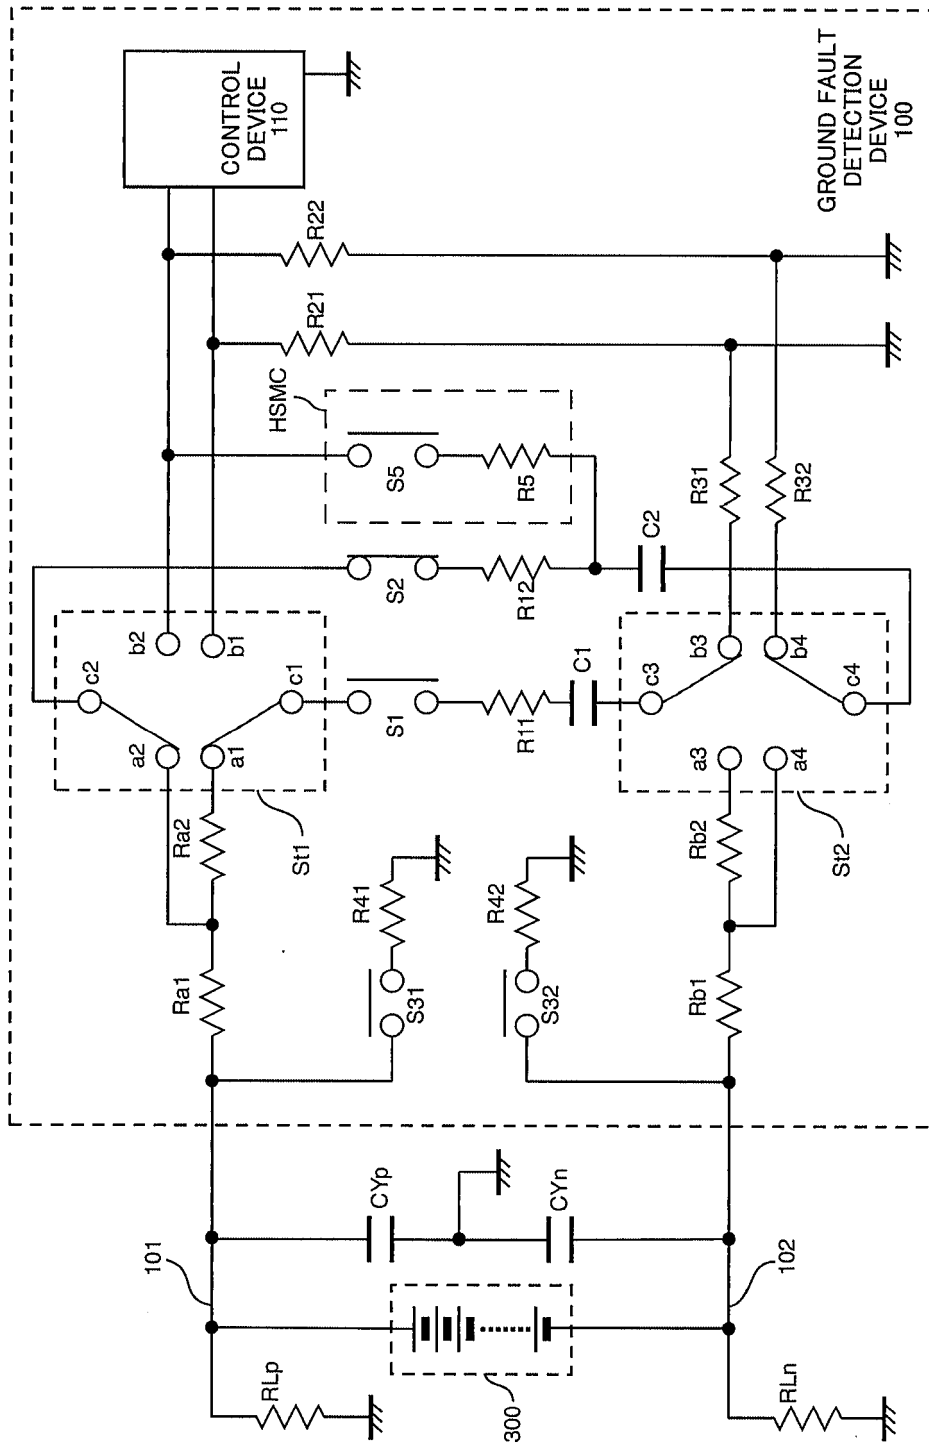 CONTROL
DEVICE
110
GROUND FAULT
DETECTION
DEVICE
100
R22
R21
HSMC
S5
R5
S2
R12
C2
R31
R32
b2
b1
c2
c1
a2
a1
S1
R11
C1
c3
b3
b4
c4
a3
a4
St1
St2
Ra2
Rb2
R41
R42
S31
S32
Ra1
Rb1
CYp
CYn
101
102
RLp
RLn
300